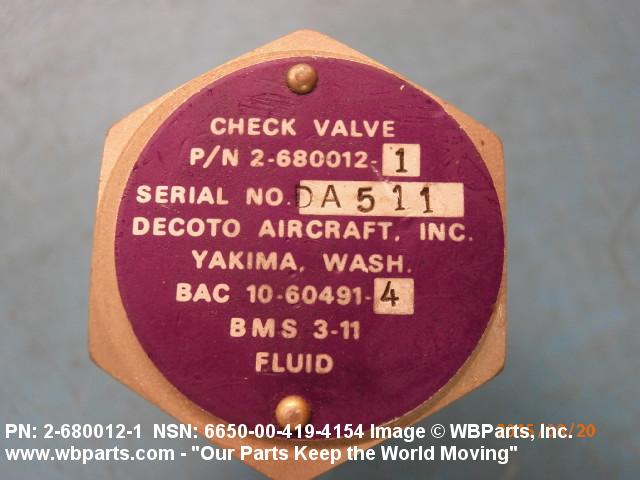 CHECK VALVE
P/N 2-680012-1
SERIAL NO. DA511
DECOTO AIRCRAFT, INC.
YAKIMA, WASH.
BAC 10-60491-4
BMS 3-11
FLUID
PN: 2-680012-1 NSN: 6650-00-419-4154 Image © WBParts, Inc.
www.wbparts.com - "Our Parts Keep the World Moving"